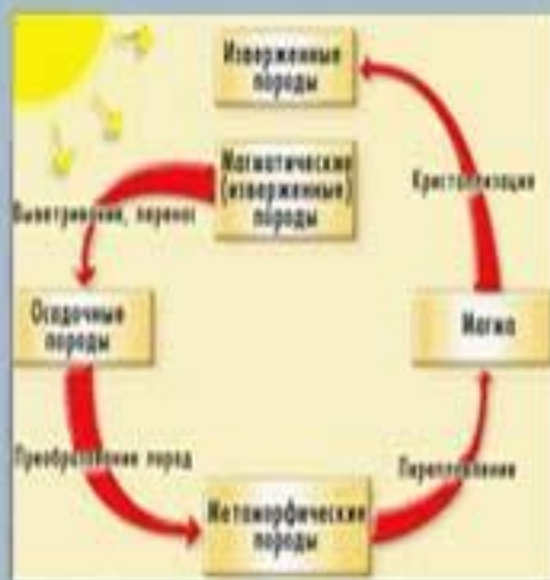 Изверженные
породы
Магматические
(изверженные)
породы
Кристаллизация
Выветривание, перенос
Осадочные
породы
Магма
Преобразование пород
Переплавление
Метаморфические
породы